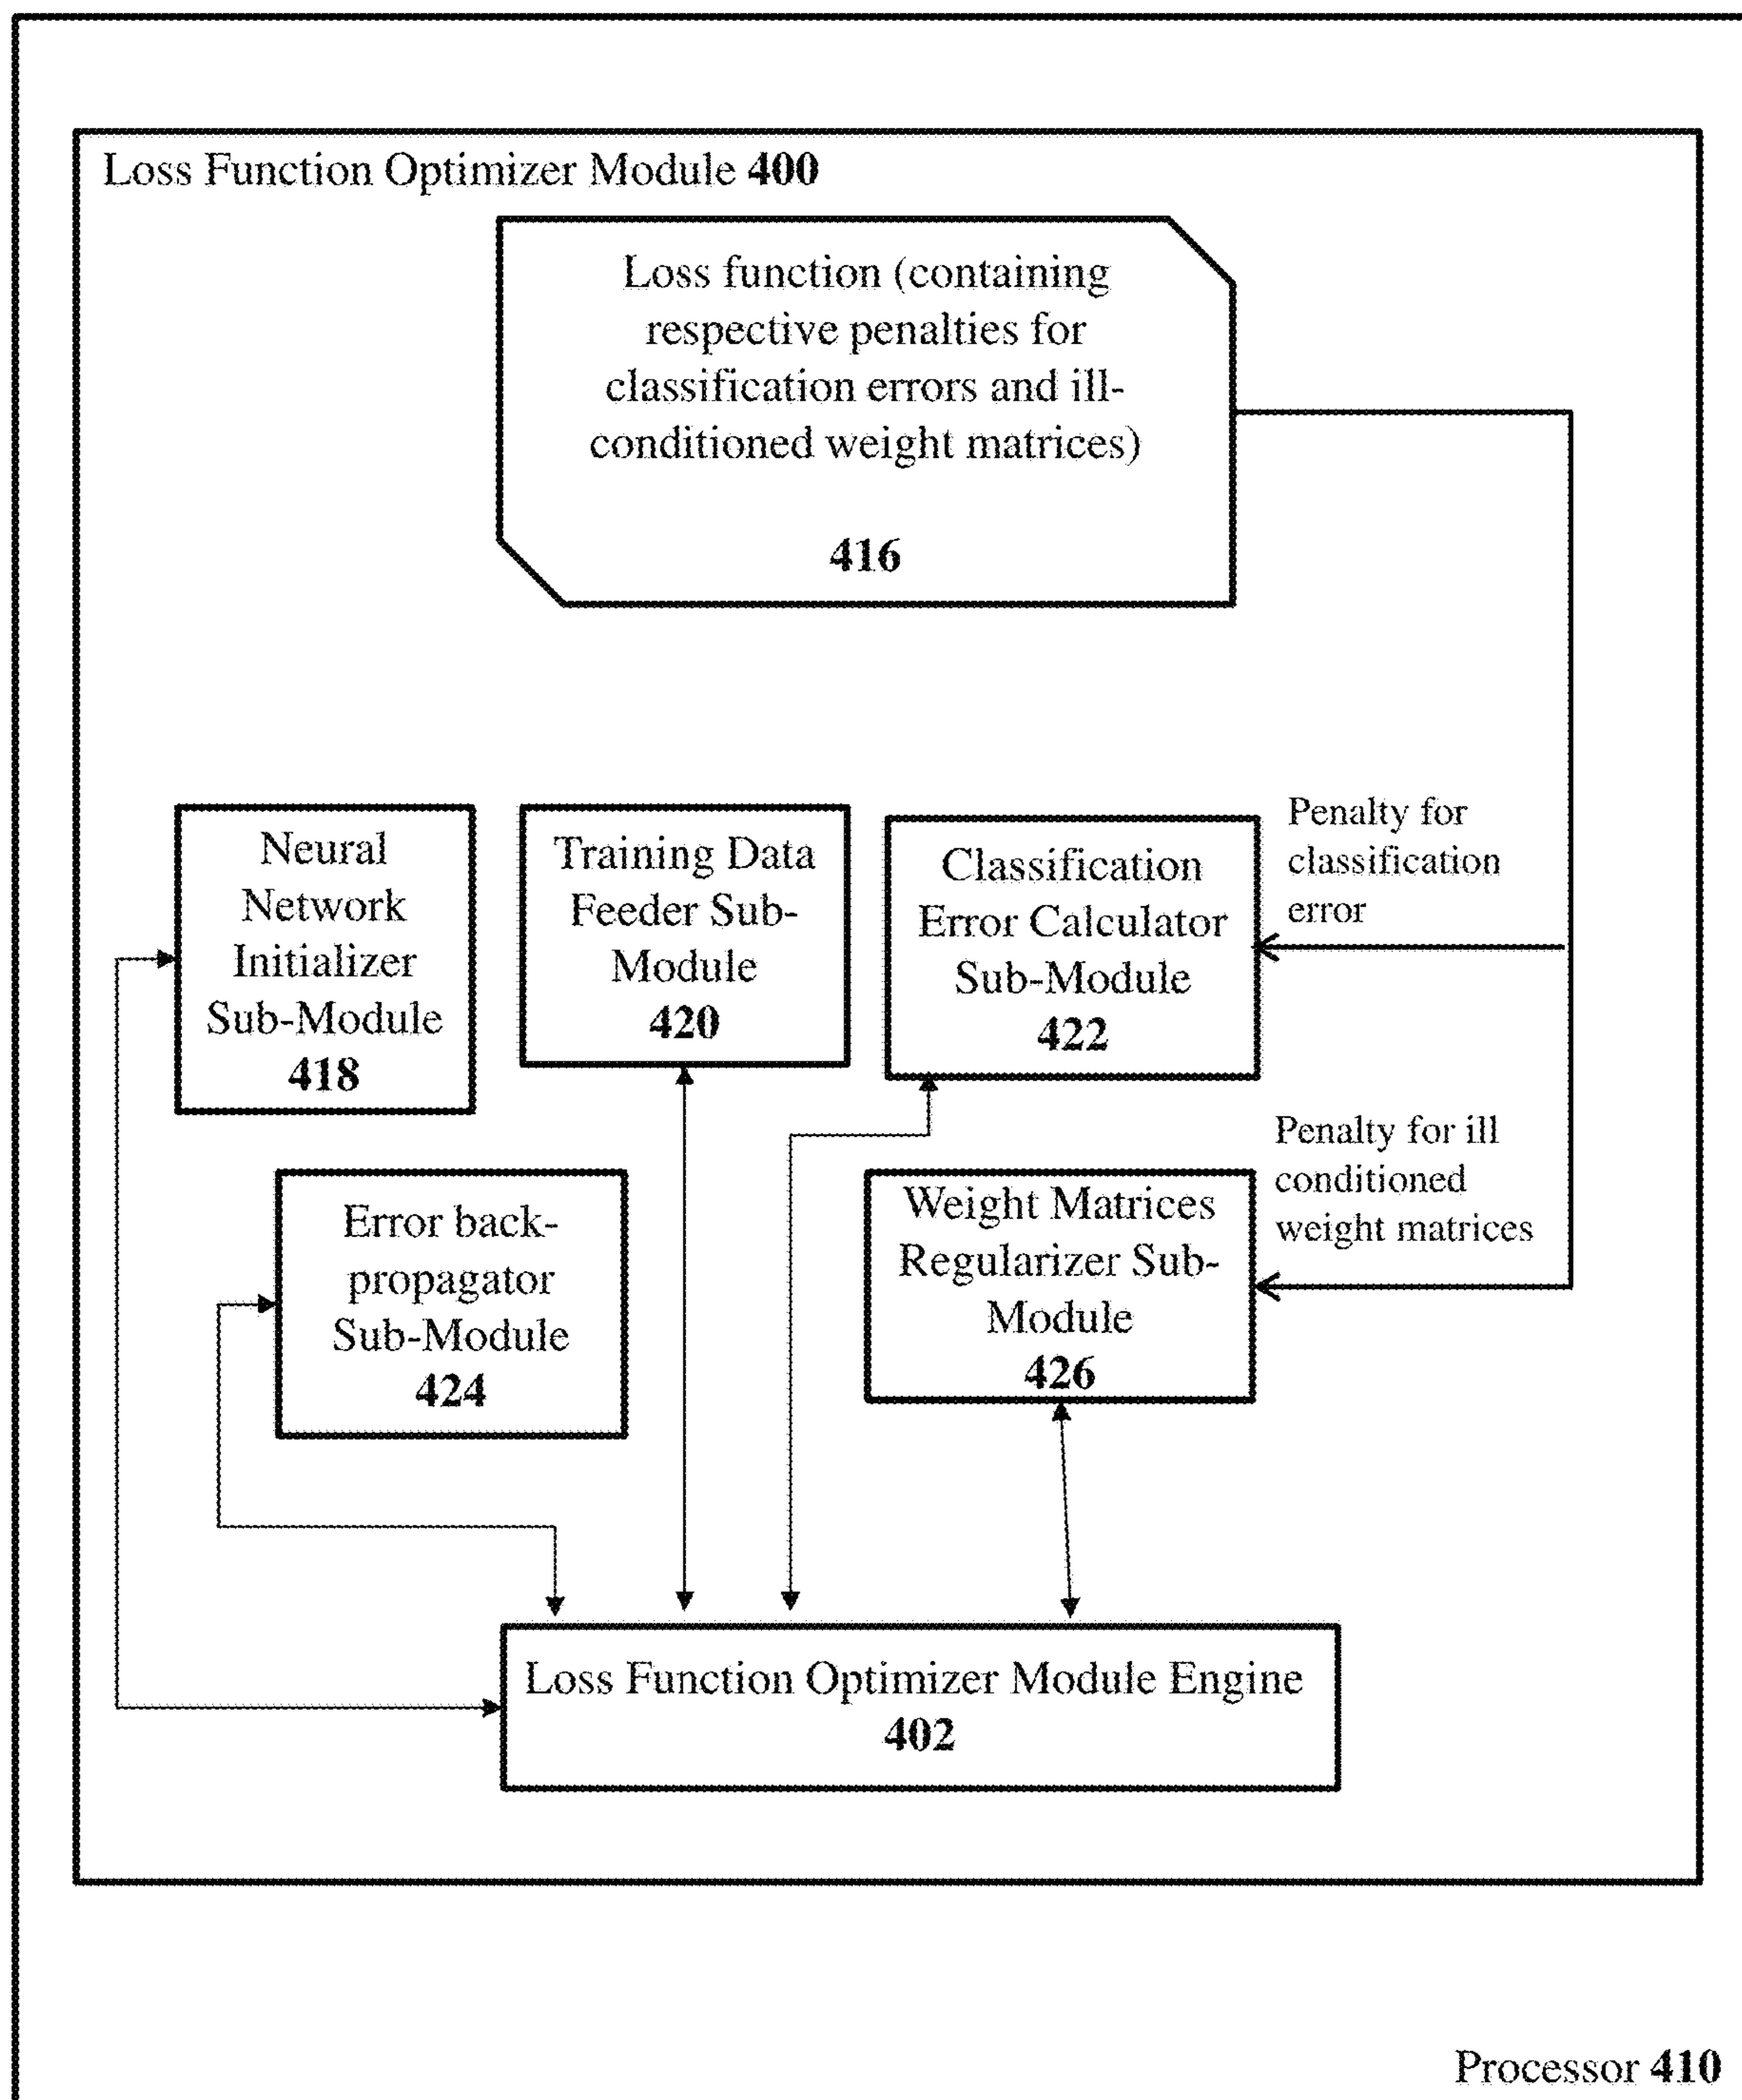 Loss Function Optimizer Module 400
Loss function (containing
respective penalties for
classification errors and ill-
conditioned weight matrices)
416
Neural
Network
Initializer
Sub-Module
418
Training Data
Feeder Sub-
Module
420
Classification
Error Calculator
Sub-Module
422
Penalty for
classification
error
Error back-
propagator
Sub-Module
424
Weight Matrices
Regularizer Sub-
Module
426
Penalty for ill
conditioned
weight matrices
Loss Function Optimizer Module Engine
402
Processor 410